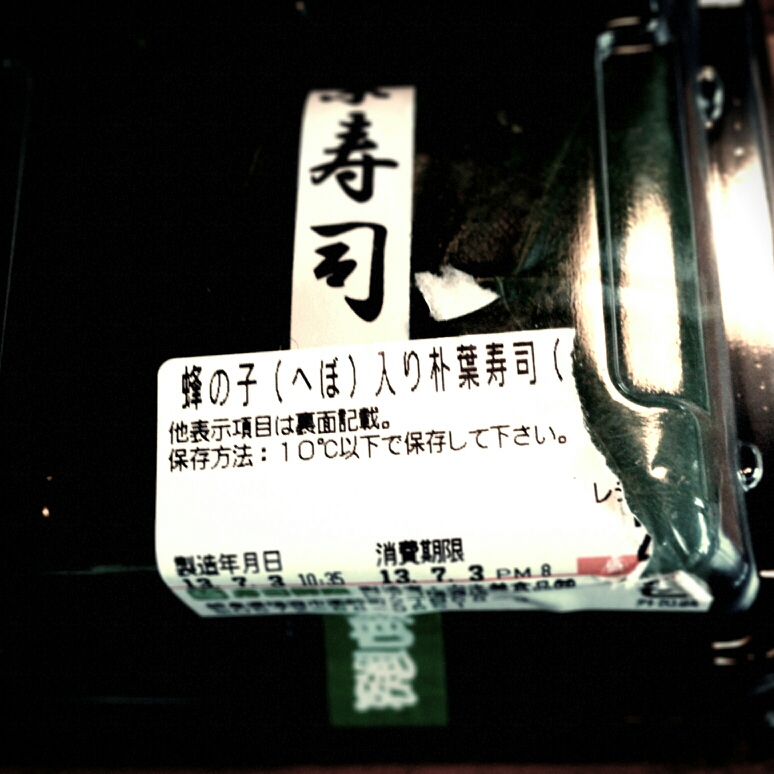 寿司
蜂の子（へぼ）入り朴葉寿司（
他表示項目は裏面記載。
保存方法：１０℃以下で保存して下さい。
レジ
製造年月日 消費期限
13. 7. 3 10:35 13. 7. 3 PM 8